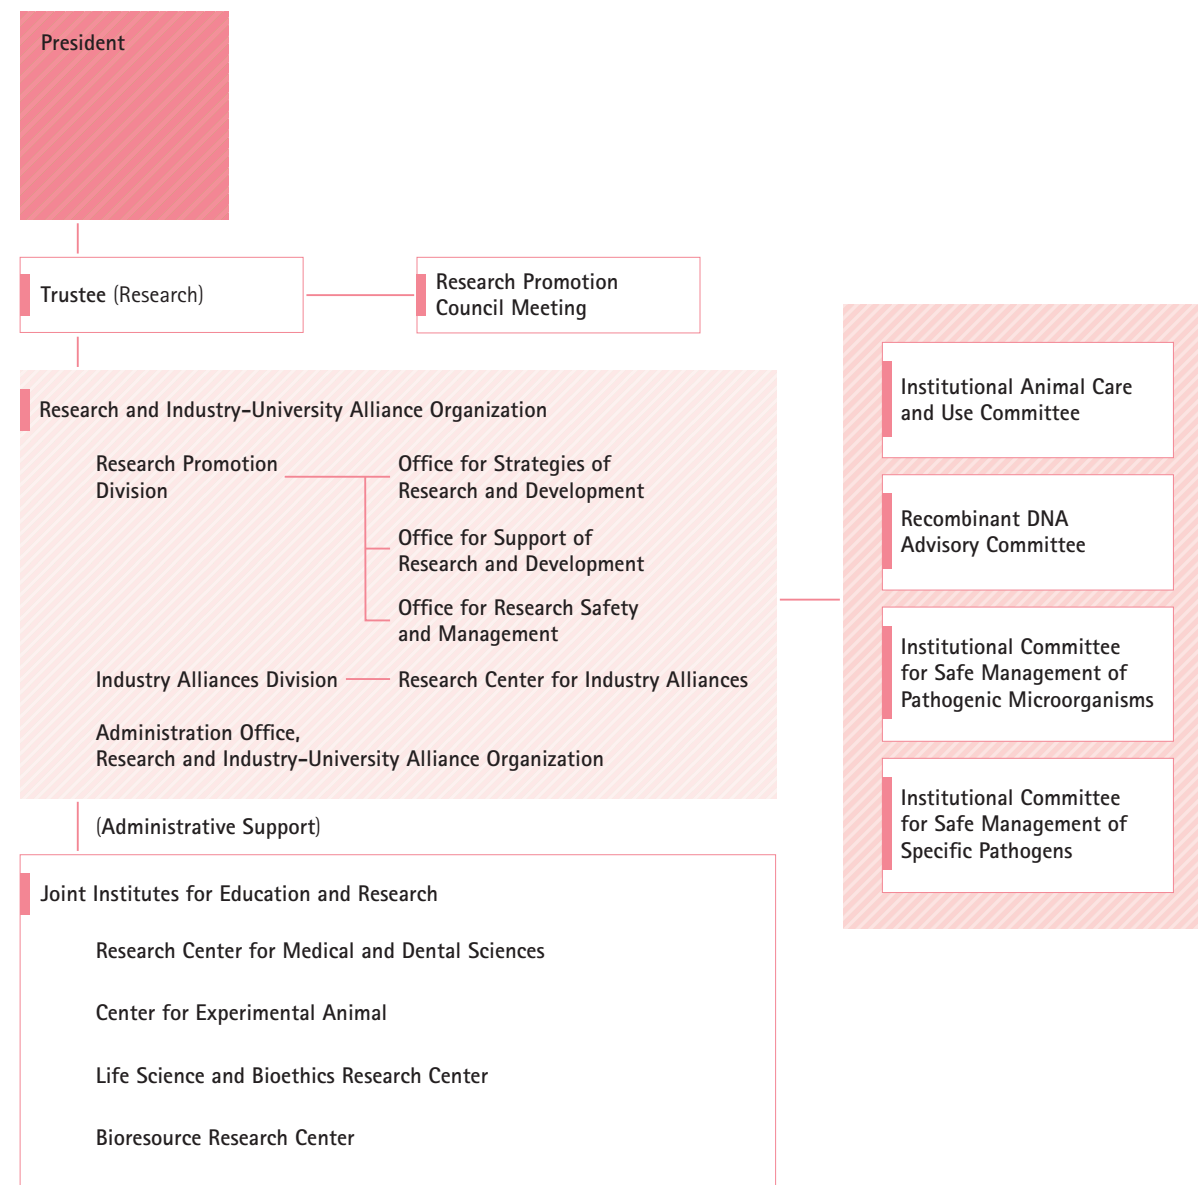 President
Trustee (Research)
Research Promotion
Council Meeting
Research and Industry-University Alliance Organization
Research Promotion
Division
Office for Strategies of
Research and Development
Office for Support of
Research and Development
Office for Research Safety
and Management
Industry Alliances Division
Research Center for Industry Alliances
Administration Office,
Research and Industry-University Alliance Organization
Institutional Animal Care
and Use Committee
Recombinant DNA
Advisory Committee
Institutional Committee
for Safe Management of
Pathogenic Microorganisms
Institutional Committee
for Safe Management of
Specific Pathogens
(Administrative Support)
Joint Institutes for Education and Research
Research Center for Medical and Dental Sciences
Center for Experimental Animal
Life Science and Bioethics Research Center
Bioresource Research Center